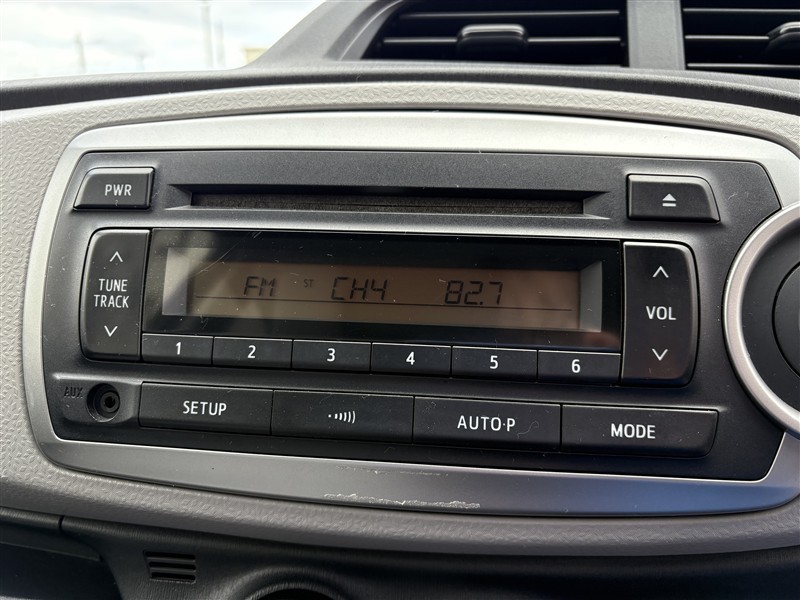 PWR
TUNE
TRACK
FM ST CH4 82.7
VOL
1 2 3 4 5 6
AUX
SETUP AUTO·P MODE